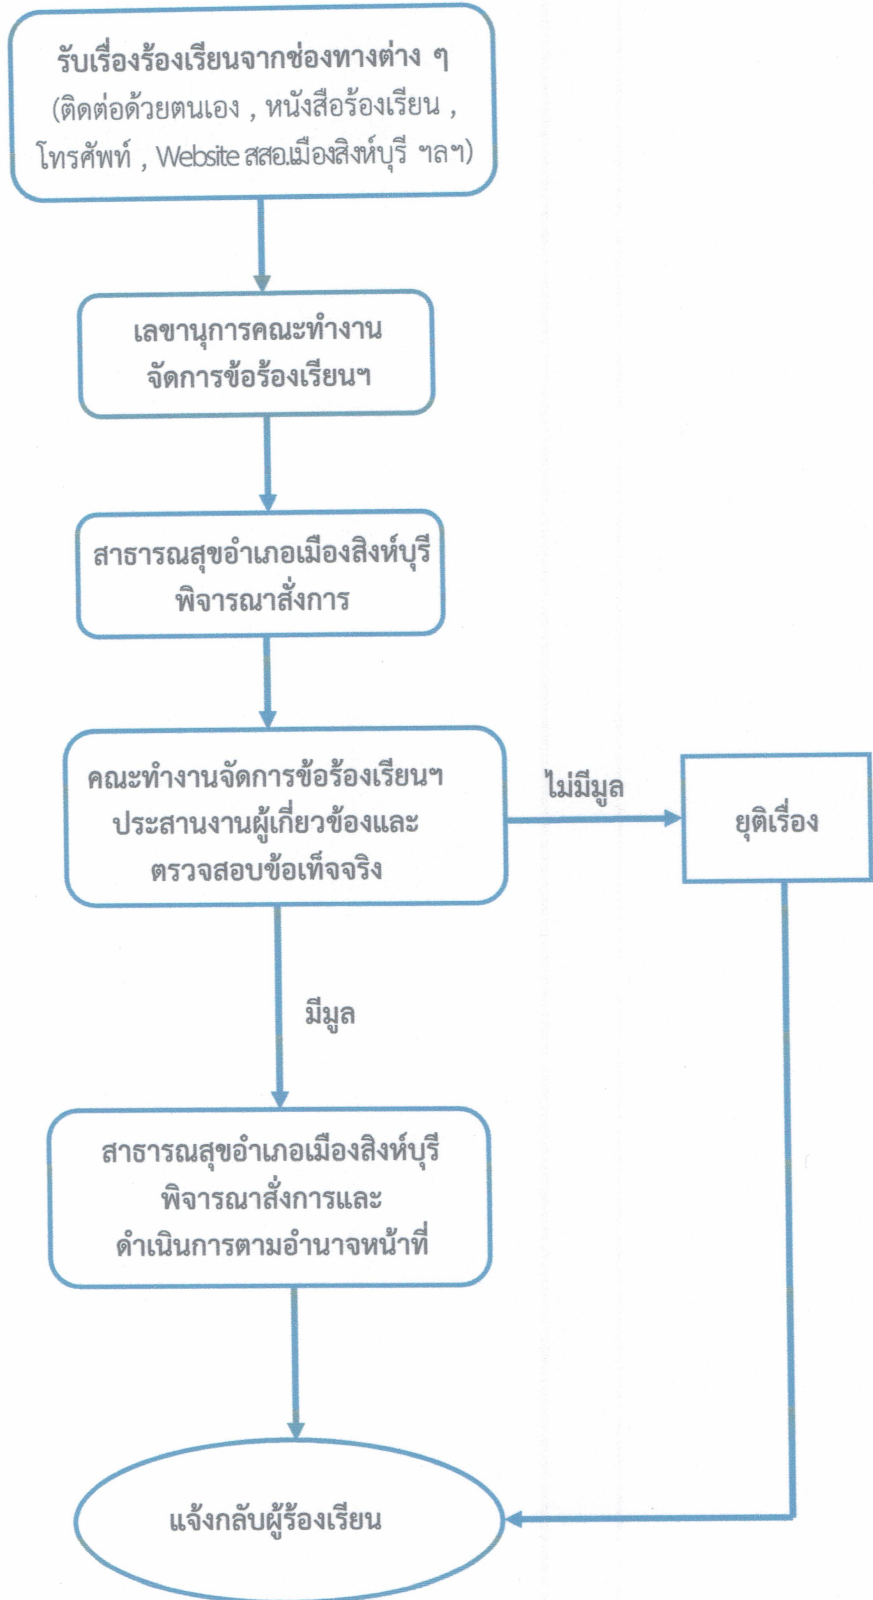 รับเรื่องร้องเรียนจากช่องทางต่าง ๆ
(ติดต่อด้วยตนเอง , หนังสือร้องเรียน ,
โทรศัพท์ , Website สสอ.เมืองสิงห์บุรี ฯลฯ)
เลขานุการคณะทำงาน
จัดการข้อร้องเรียนฯ
สาธารณสุขอำเภอเมืองสิงห์บุรี
พิจารณาสั่งการ
คณะทำงานจัดการข้อร้องเรียนฯ
ประสานงานผู้เกี่ยวข้องและ
ตรวจสอบข้อเท็จจริง
ไม่มีมูล
ยุติเรื่อง
มีมูล
สาธารณสุขอำเภอเมืองสิงห์บุรี
พิจารณาสั่งการและ
ดำเนินการตามอำนาจหน้าที่
แจ้งกลับผู้ร้องเรียน